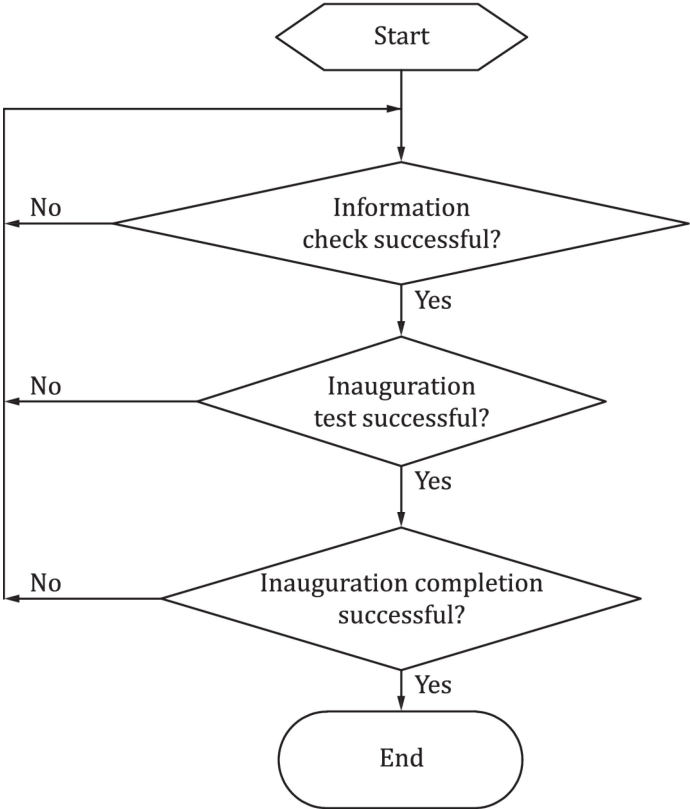 Start
No
Information
check successful?
Yes
No
Inauguration
test successful?
Yes
No
Inauguration completion
successful?
Yes
End